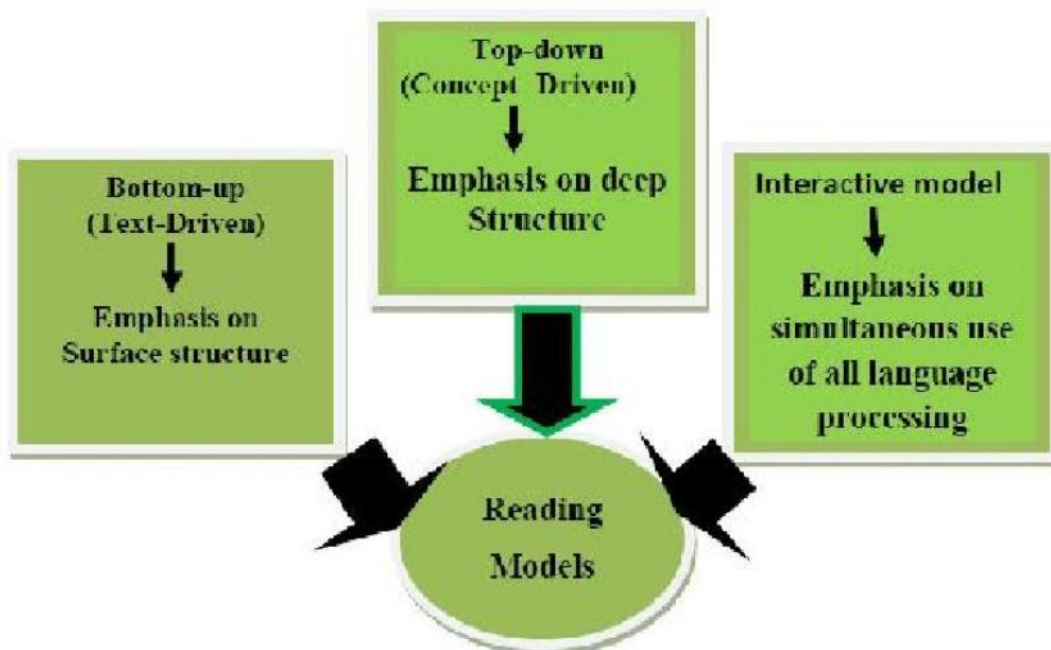 Top-down
(Concept Driven)
Emphasis on deep
Structure
Bottom-up
(Text-Driven)
Emphasis on
Surface structure
Interactive model
Emphasis on
simultaneous use
of all language
processing
Reading
Models